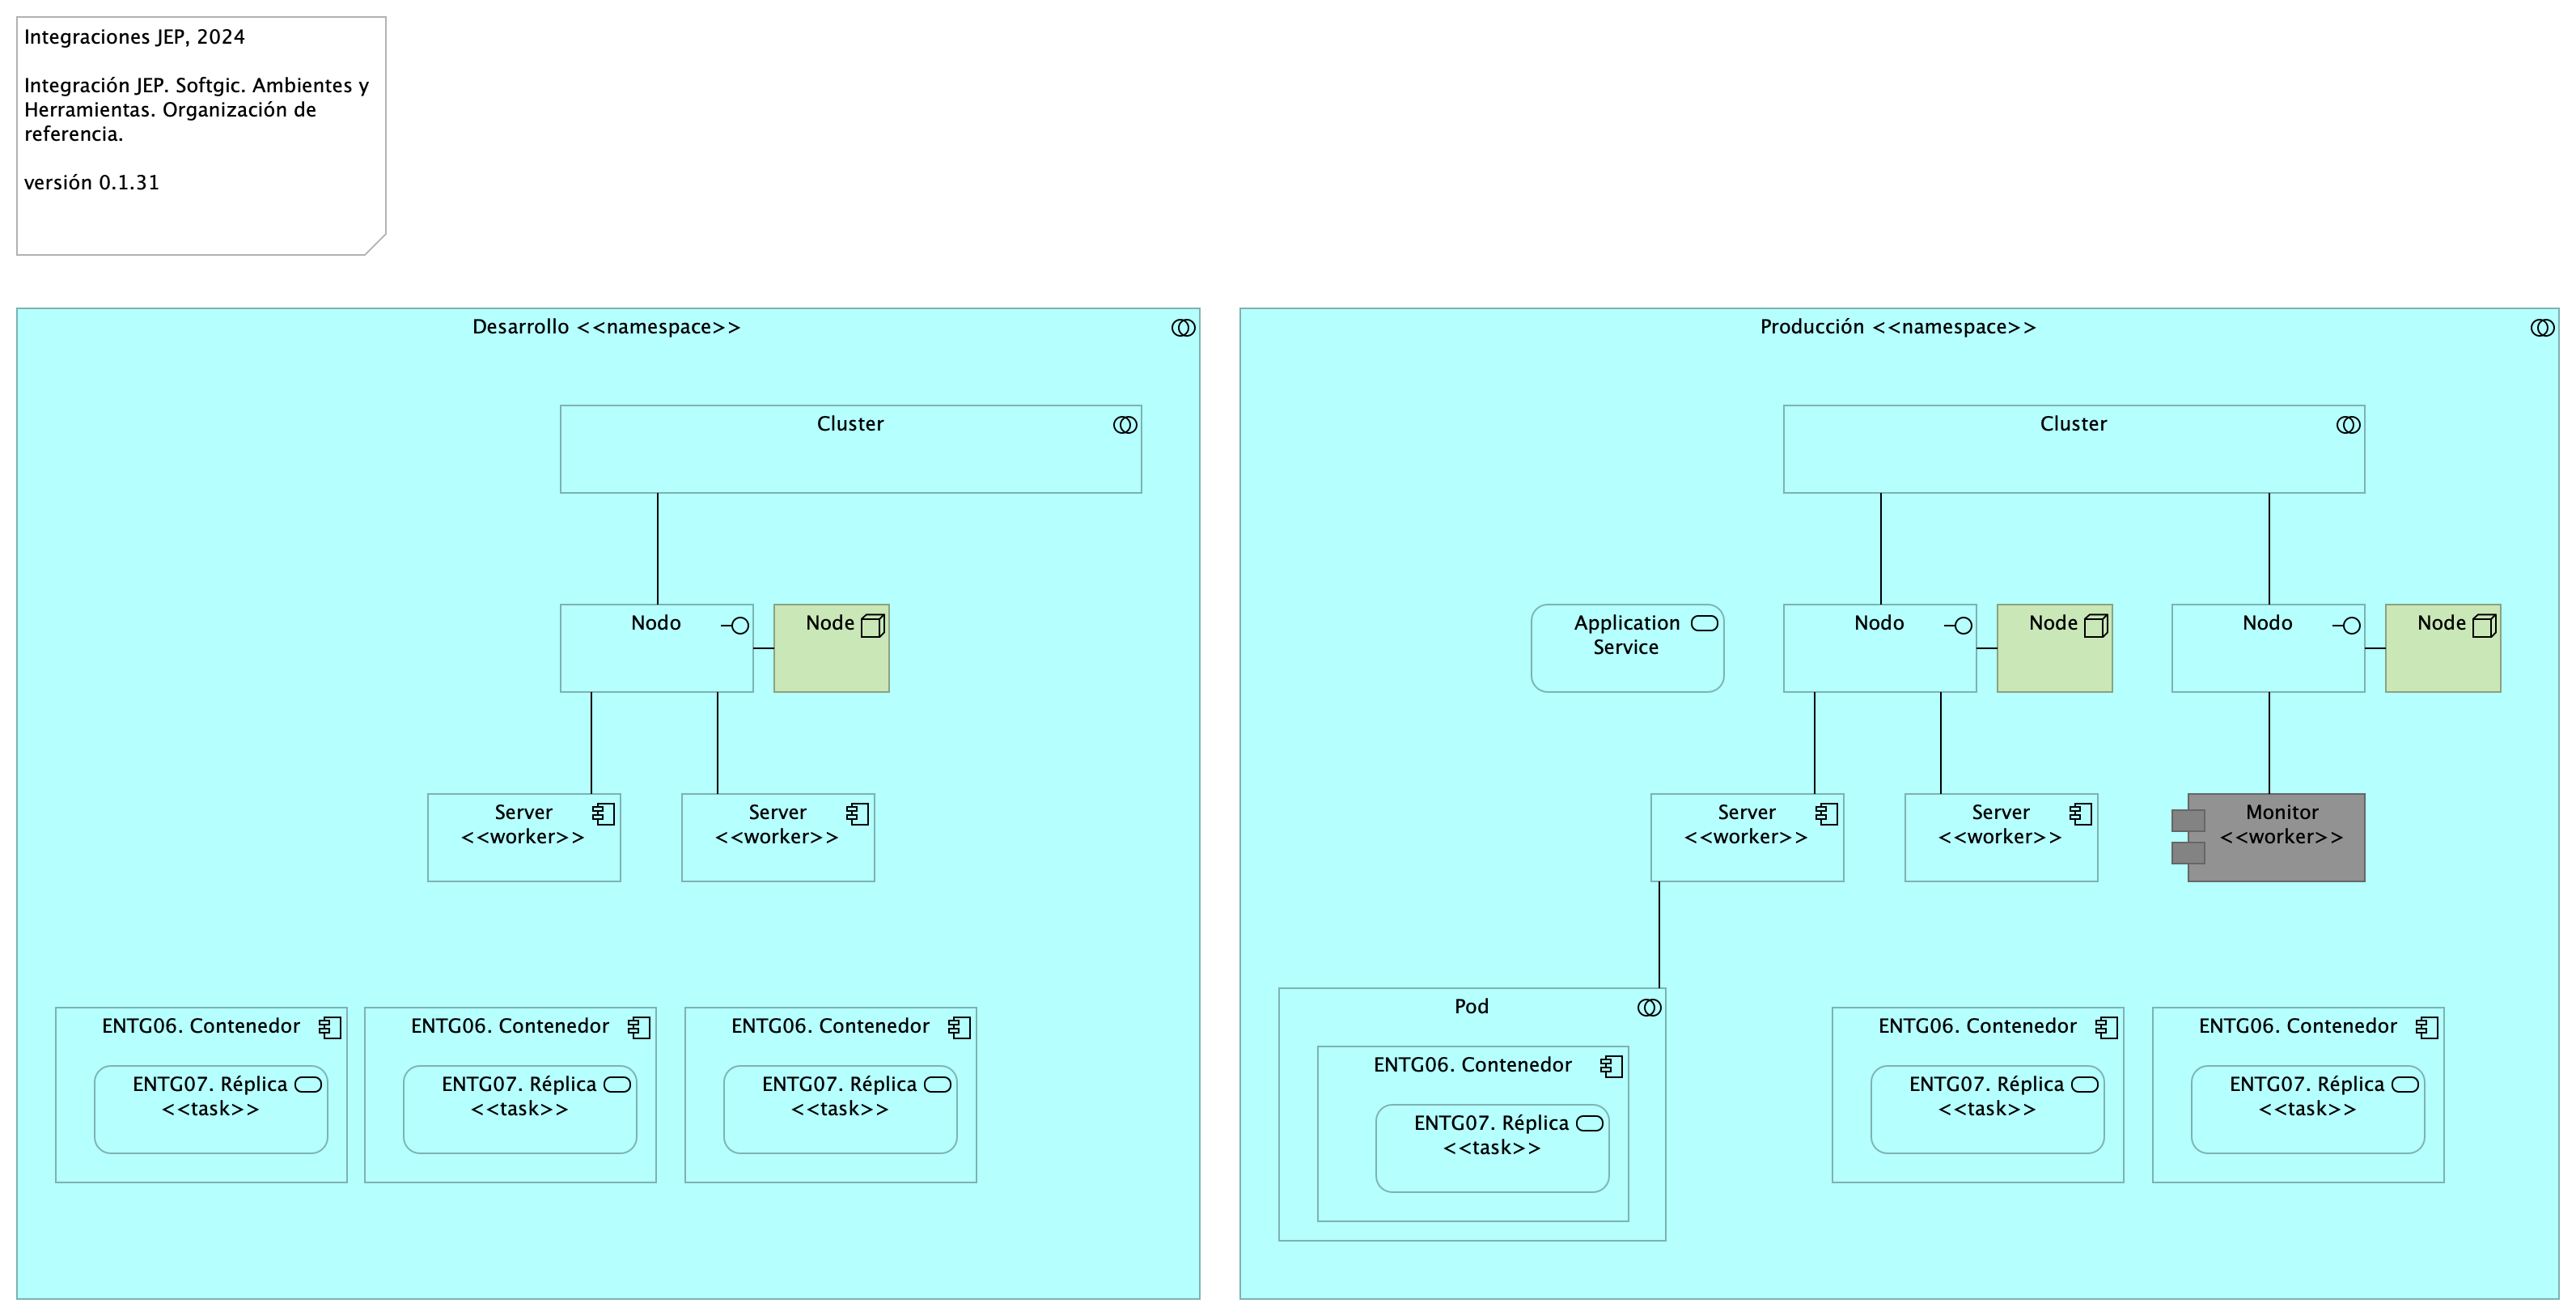 Integraciones JEP, 2024
Integración JEP. Softgic. Ambientes y
Herramientas. Organización de
referencia.
versión 0.1.31
Desarrollo <<namespace>>
Cluster
Nodo
Node
Server
<<worker>>
Server
<<worker>>
ENTG06. Contenedor
ENTG07. Réplica
<<task>>
ENTG06. Contenedor
ENTG07. Réplica
<<task>>
ENTG06. Contenedor
ENTG07. Réplica
<<task>>
Producción <<namespace>>
Cluster
Application
Service
Nodo
Node
Nodo
Node
Server
<<worker>>
Server
<<worker>>
Monitor
<<worker>>
Pod
ENTG06. Contenedor
ENTG07. Réplica
<<task>>
ENTG06. Contenedor
ENTG07. Réplica
<<task>>
ENTG06. Contenedor
ENTG07. Réplica
<<task>>